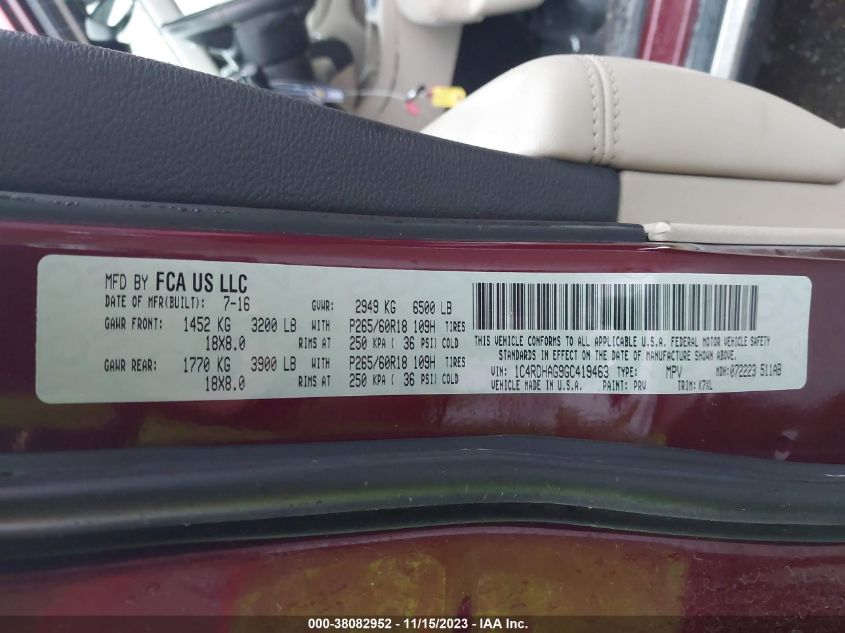 MFD BY FCA US LLC
DATE OF MFR(BUILT): 7-16 GVWR: 2949 KG 6500 LB
GAWR FRONT: 1452 KG 3200 LB WITH P265/60R18 109H TIRES
18X8.0 RIMS AT 250 KPA ( 36 PSI) COLD
GAWR REAR: 1770 KG 3900 LB WITH P265/60R18 109H TIRES
18X8.0 RIMS AT 250 KPA ( 36 PSI) COLD
THIS VEHICLE CONFORMS TO ALL APPLICABLE U.S.A. FEDERAL MOTOR VEHICLE SAFETY
STANDARDS IN EFFECT ON THE DATE OF MANUFACTURE SHOWN ABOVE.
VIN: 1C4RDHAG9GC419463 TYPE: MPV MDH:072223 511AB
VEHICLE MADE IN U.S.A. PAINT: PRV TRIM: K7XL
000-38082952 - 11/15/2023 - IAA Inc.